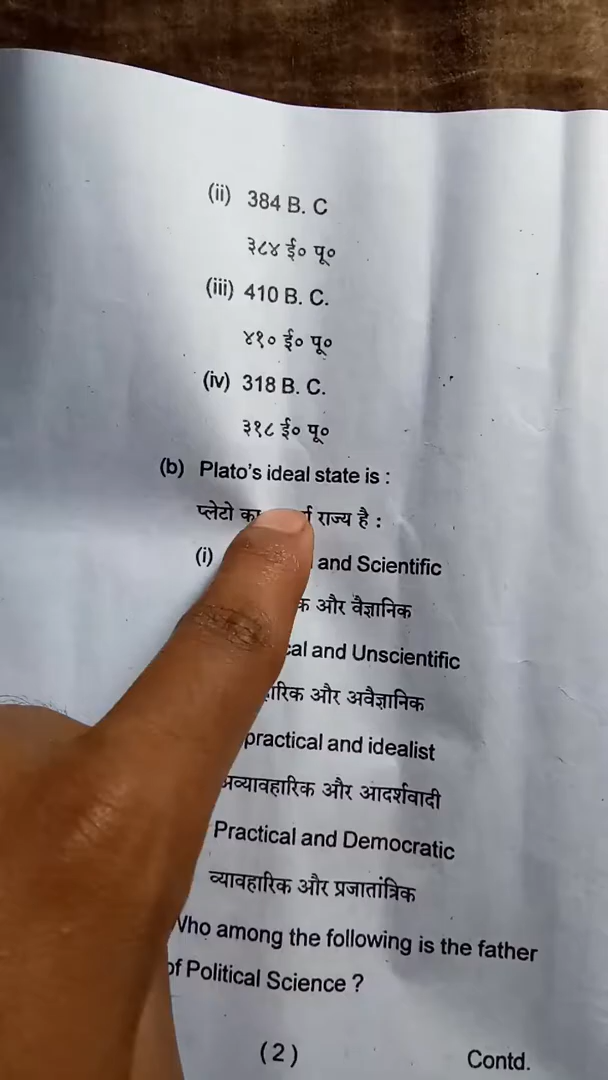 (ii) 384 B. C
३८४ ई० पू०
(iii) 410 B. C.
४१० ई० पू०
(iv) 318 B. C.
३१८ ई० पू०
(b) Plato's ideal state is :
प्लेटो का राज्य है :
(i) and Scientific
और वैज्ञानिक
and Unscientific
और अवैज्ञानिक
practical and idealist
अव्यावहारिक और आदर्शवादी
Practical and Democratic
व्यावहारिक और प्रजातांत्रिक
Who among the following is the father
of Political Science ?
(2) Contd.